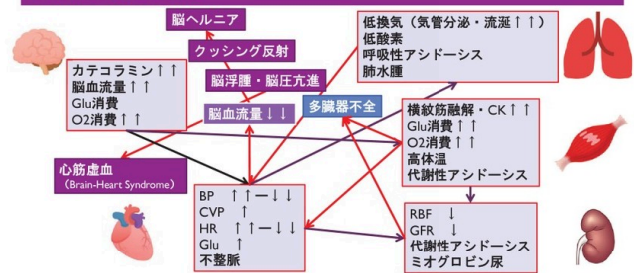 脳ヘルニア
クッシング反射
脳浮腫・脳圧亢進
脳血流量↓↓
多臓器不全
カテコラミン↑↑
脳血流量↑↑
Glu消費
O2消費↑↑
心筋虚血
(Brain-Heart Syndrome)
BP ↑↑ー↓↓
CVP ↑
HR ↑↑ー↓↓
Glu ↑
不整脈
低換気(気管分泌・流涎↑↑)
低酸素
呼吸性アシドーシス
肺水腫
横紋筋融解・CK↑↑
Glu消費↑↑
O2消費↑↑
高体温
代謝性アシドーシス
RBF ↓
GFR ↓
代謝性アシドーシス
ミオグロビン尿